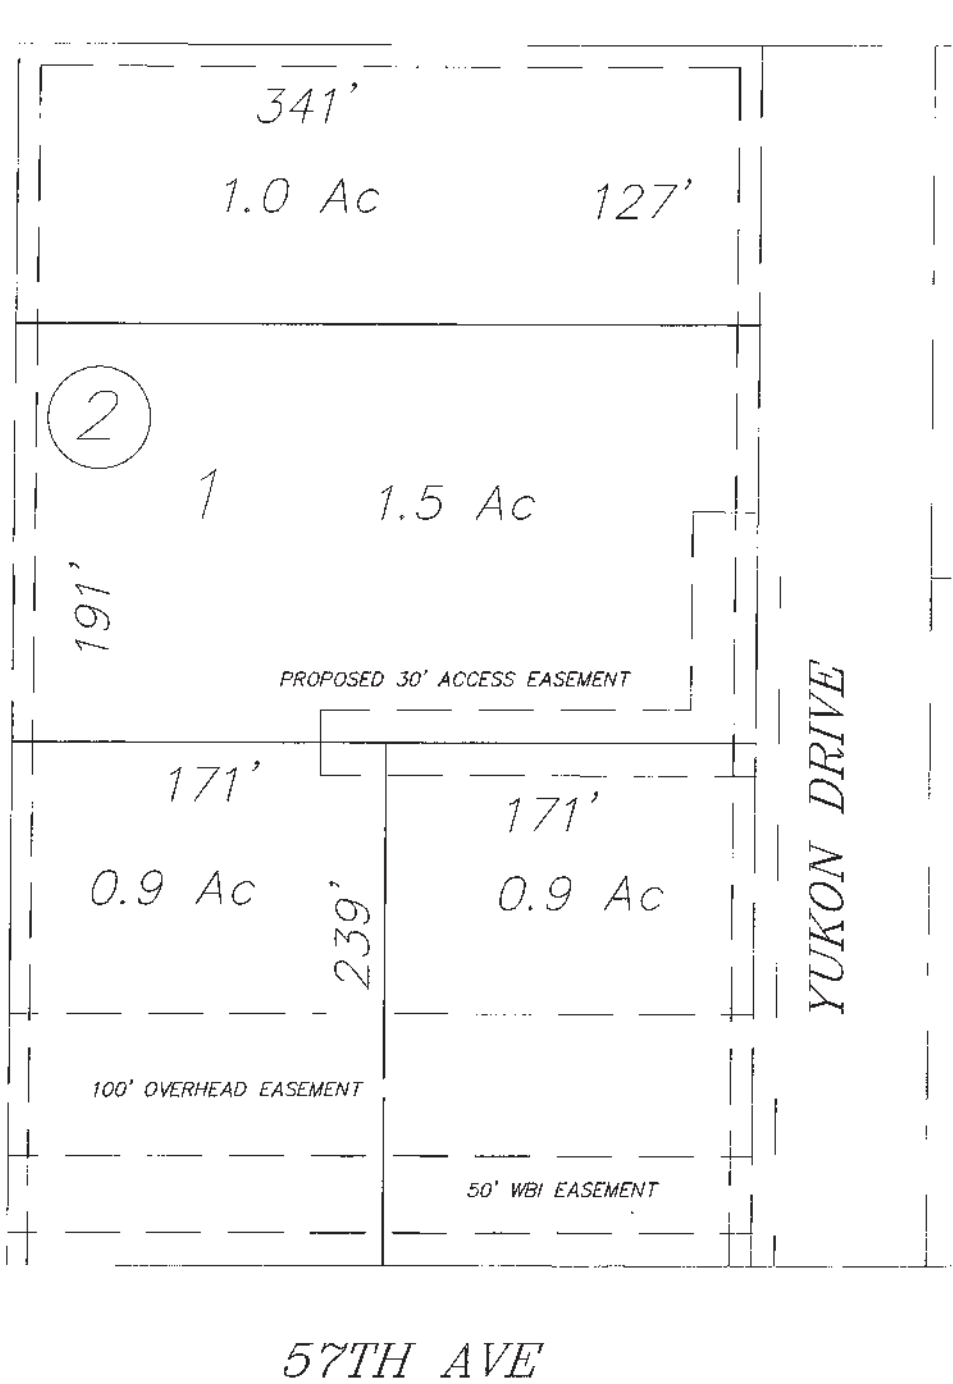 341'
1.0 Ac
127'
2
1
1.5 Ac
191'
PROPOSED 30' ACCESS EASEMENT
171'
171'
0.9 Ac
0.9 Ac
239'
YUKON DRIVE
100' OVERHEAD EASEMENT
50' WBI EASEMENT
57TH AVE